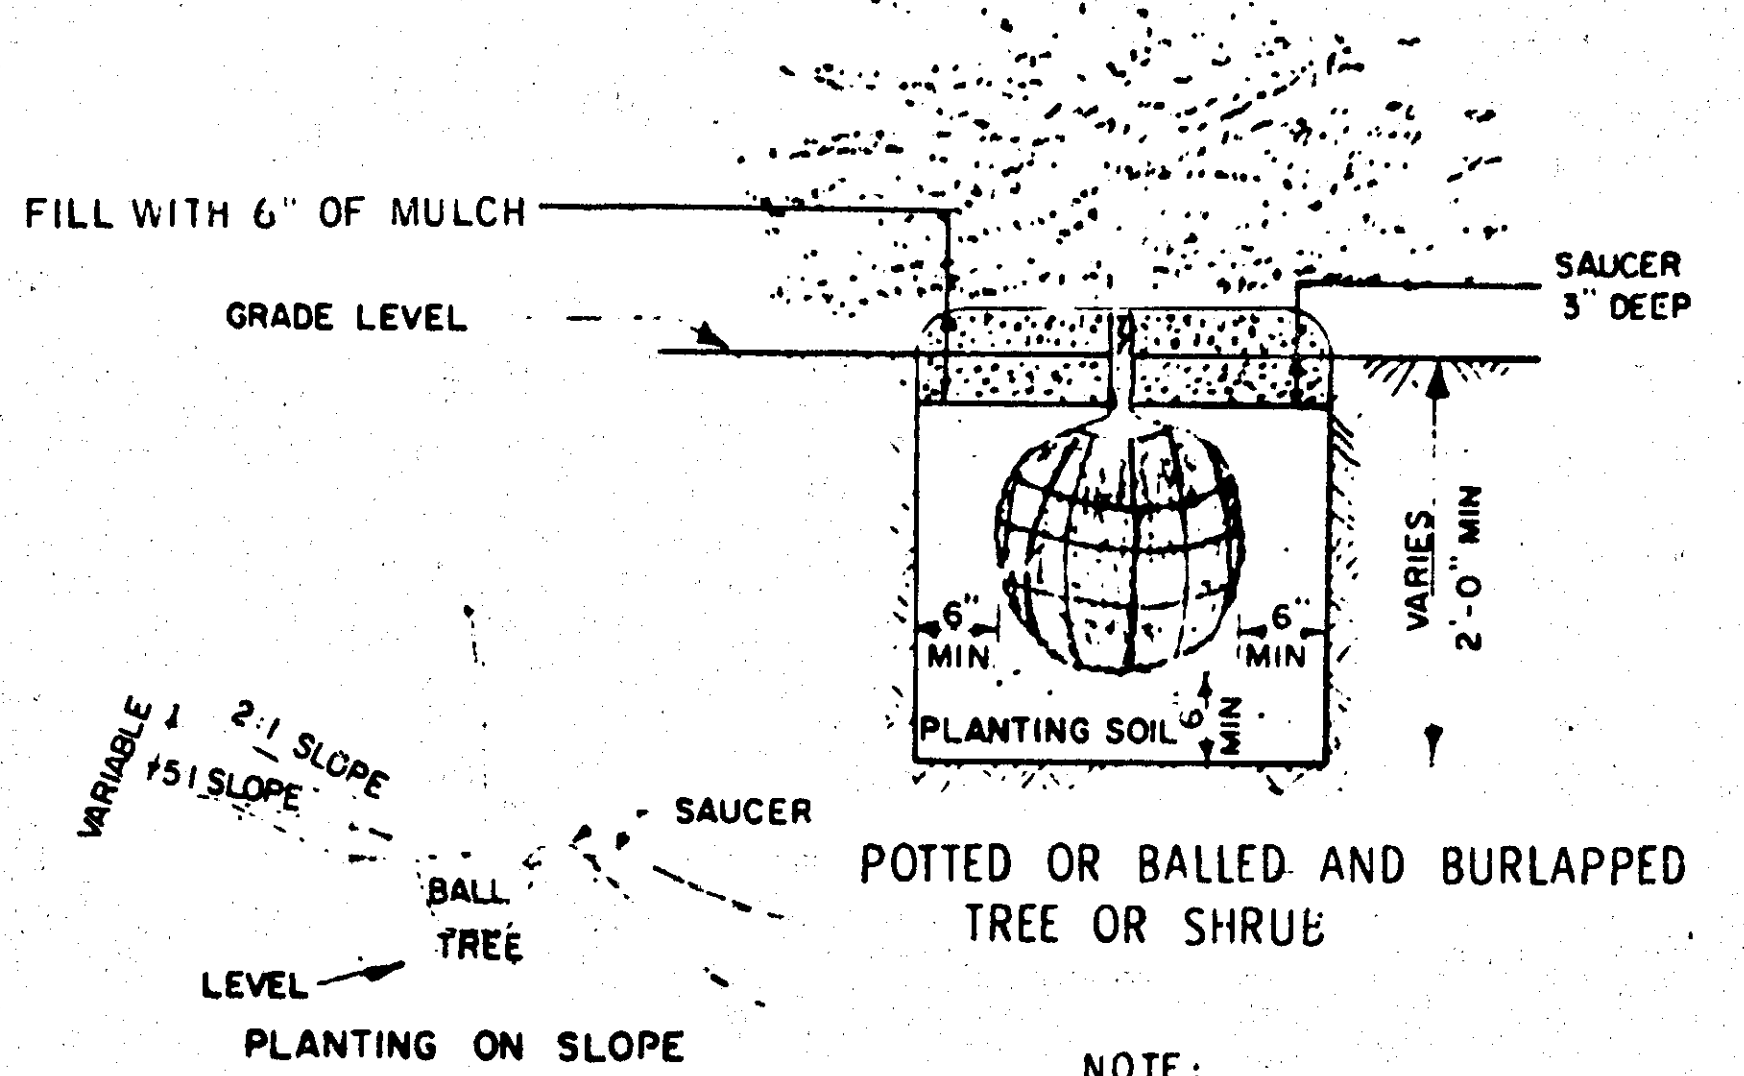 FILL WITH 6" OF MULCH
GRADE LEVEL
SAUCER
3" DEEP
VARIES
2'-0" MIN
6"
MIN
6"
MIN
PLANTING SOIL
6
MIN
POTTED OR BALLED AND BURLAPPED
TREE OR SHRUB
VARIABLE
2:1 SLOPE
SLOPE
SAUCER
BALL
TREE
LEVEL
PLANTING ON SLOPE
NOTE: